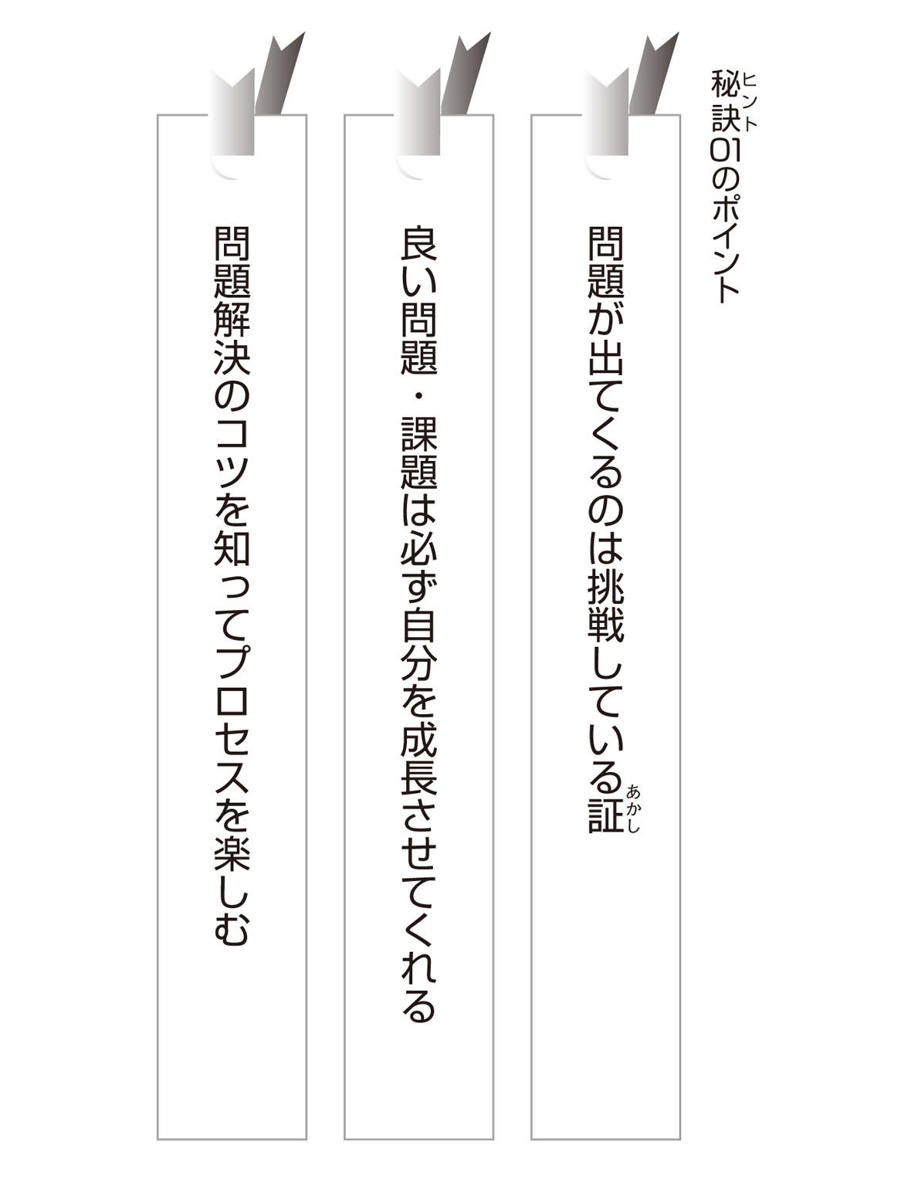 秘訣01のポイント
ヒント
問題が出てくるのは挑戦している証
あかし
良い問題・課題は必ず自分を成長させてくれる
問題解決のコツを知ってプロセスを楽しむ